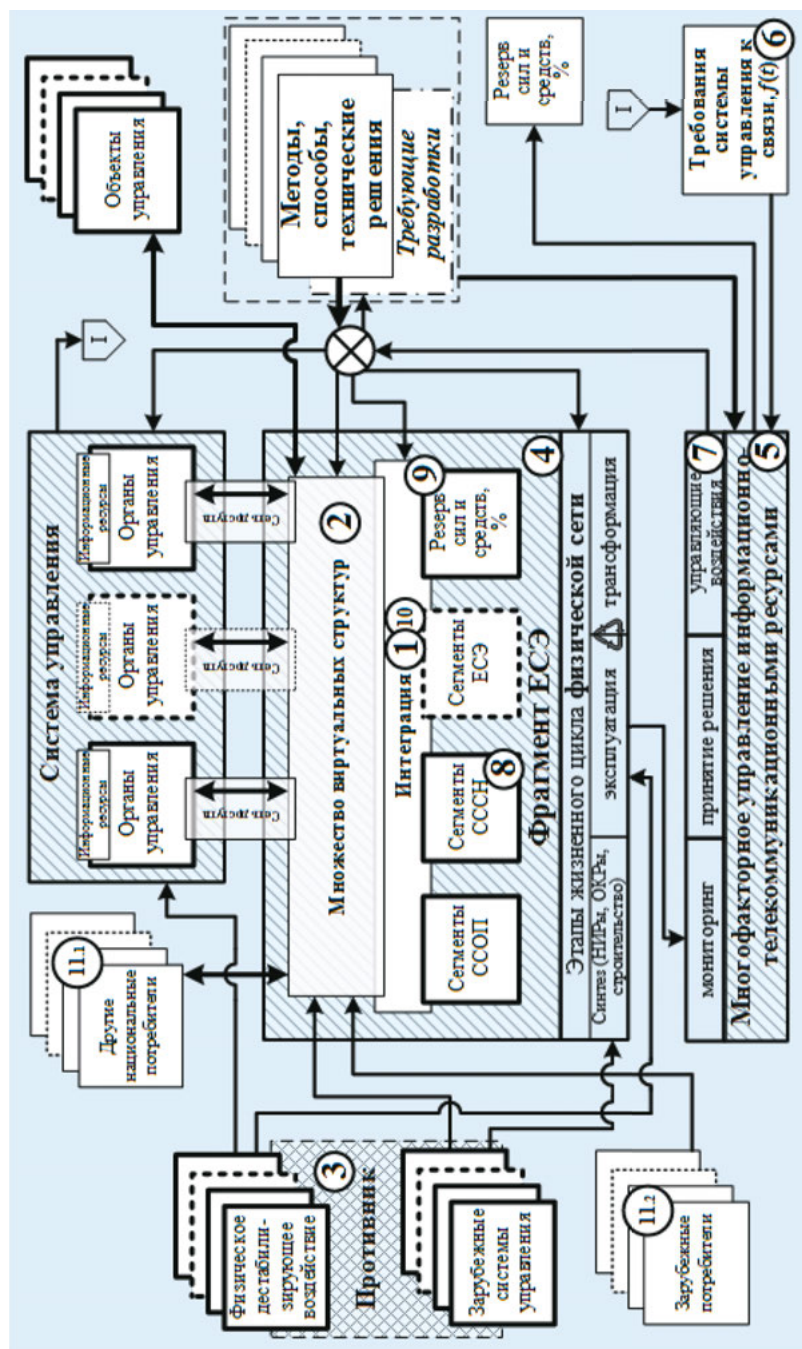 Физическое
дестабили-
зирующее
воздействие
3
Противник
Зарубежные
системы
управления
11.2
Зарубежные
потребители
11.1
Другие
национальные
потребители
Система управления
Информационные
ресурсы
Органы
управления
Информационные
ресурсы
Органы
управления
Информационные
ресурсы
Органы
управления
Сеть доступа
Сеть доступа
Сеть доступа
Множество виртуальных структур
2
Интеграция
1
10
9
Сегменты
ССОП
Сегменты
СССН
8
Сегменты
ЕСЭ
Резерв
сил и
средств,
%
Фрагмент ЕСЭ
4
Этапы жизненного цикла физической сети
Синтез (НИРы, ОКРы,
строительство)
эксплуатация
трансформация
мониторинг
принятие решения
управляющие
воздействия
7
Многофакторное управление информационно-
телекоммуникационными ресурсами
5
Объекты
управления
I
Методы,
способы,
технические
решения
Требующие
разработки
Резерв
сил и
средств,
%
I
Требования
системы
управления к
связи, f(t)
6